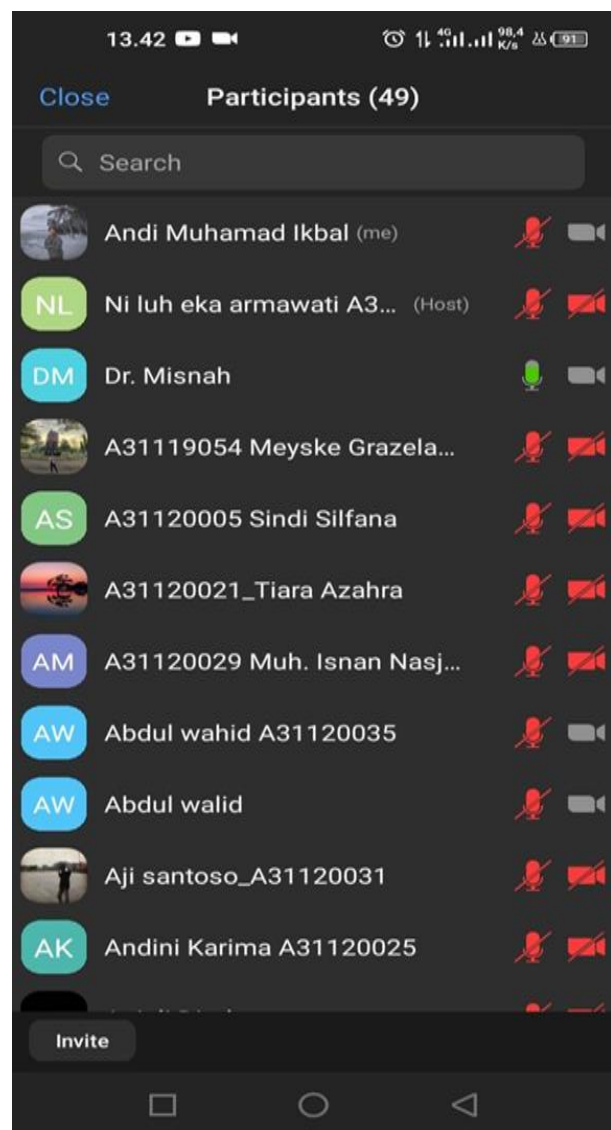 13.42 4G 98,4 K/s 91
Close Participants (49)
Search
Andi Muhamad Ikbal (me)
NL Ni luh eka armawati A3... (Host)
DM Dr. Misnah
A31119054 Meyske Grazela...
AS A31120005 Sindi Silfana
A31120021_Tiara Azahra
AM A31120029 Muh. Isnan Nasj...
AW Abdul wahid A31120035
AW Abdul walid
Aji santoso_A31120031
AK Andini Karima A31120025
Invite